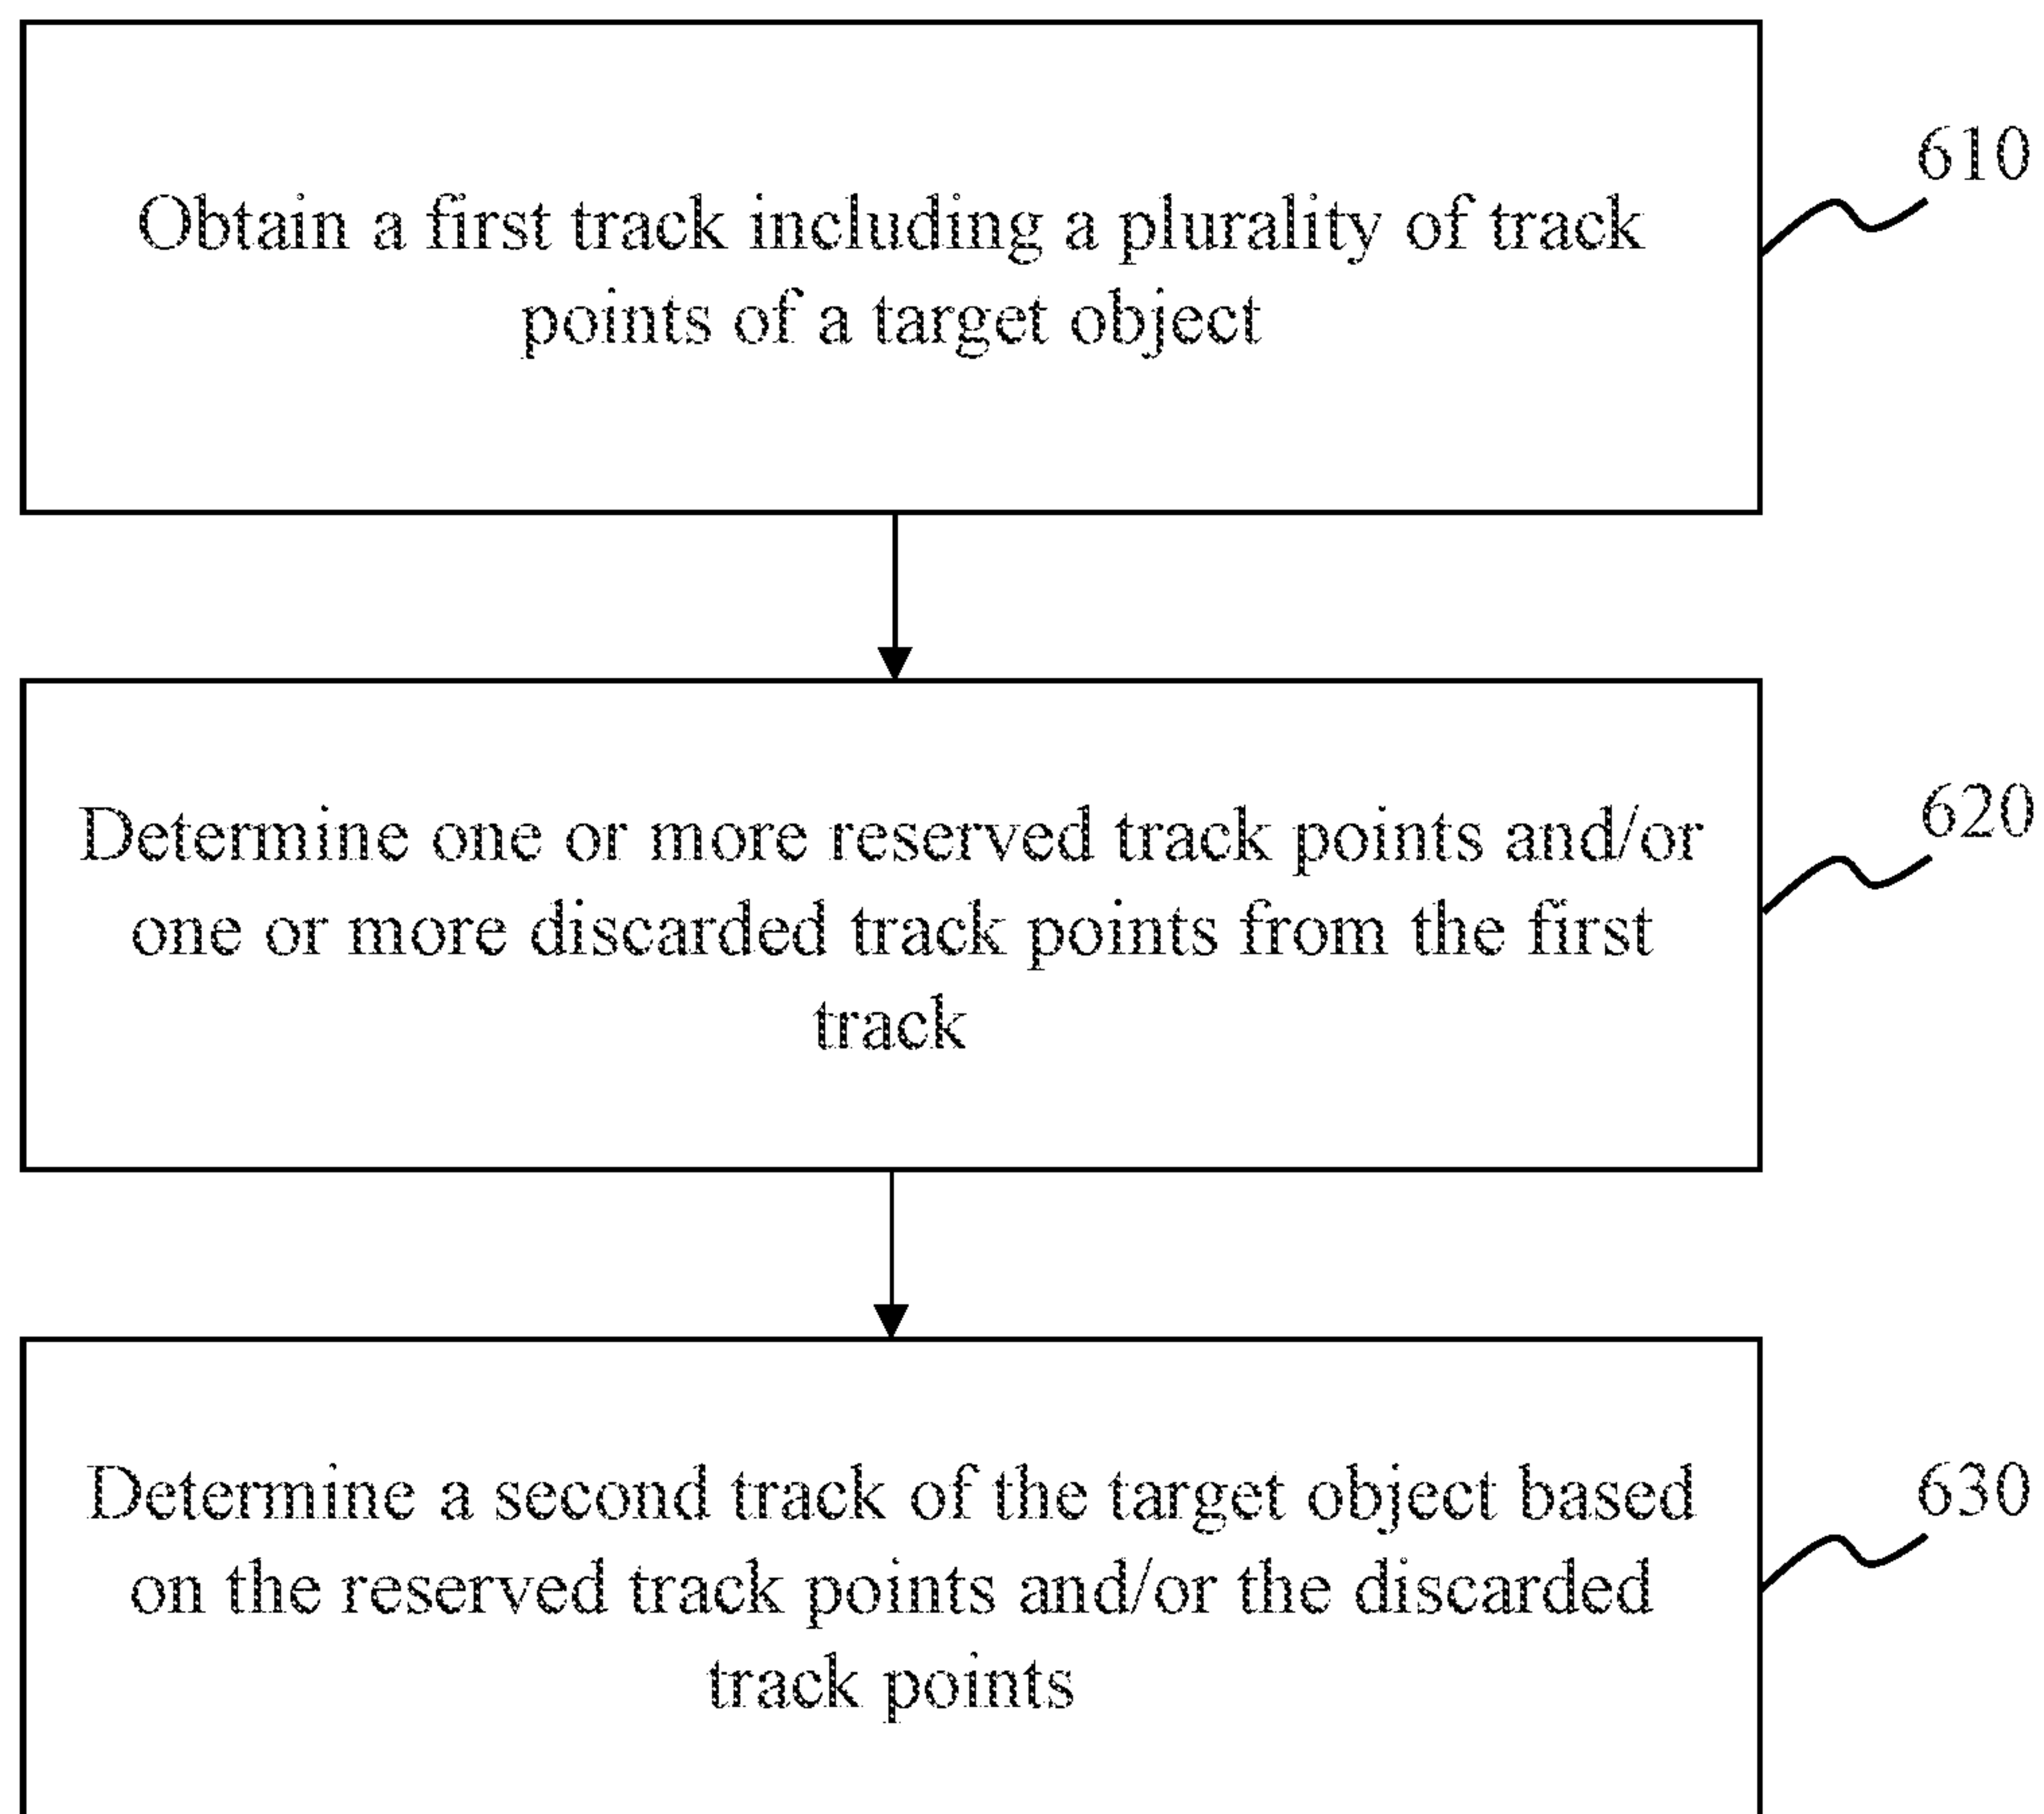 610
Obtain a first track including a plurality of track
points of a target object
620
Determine one or more reserved track points and/or
one or more discarded track points from the first
track
630
Determine a second track of the target object based
on the reserved track points and/or the discarded
track points